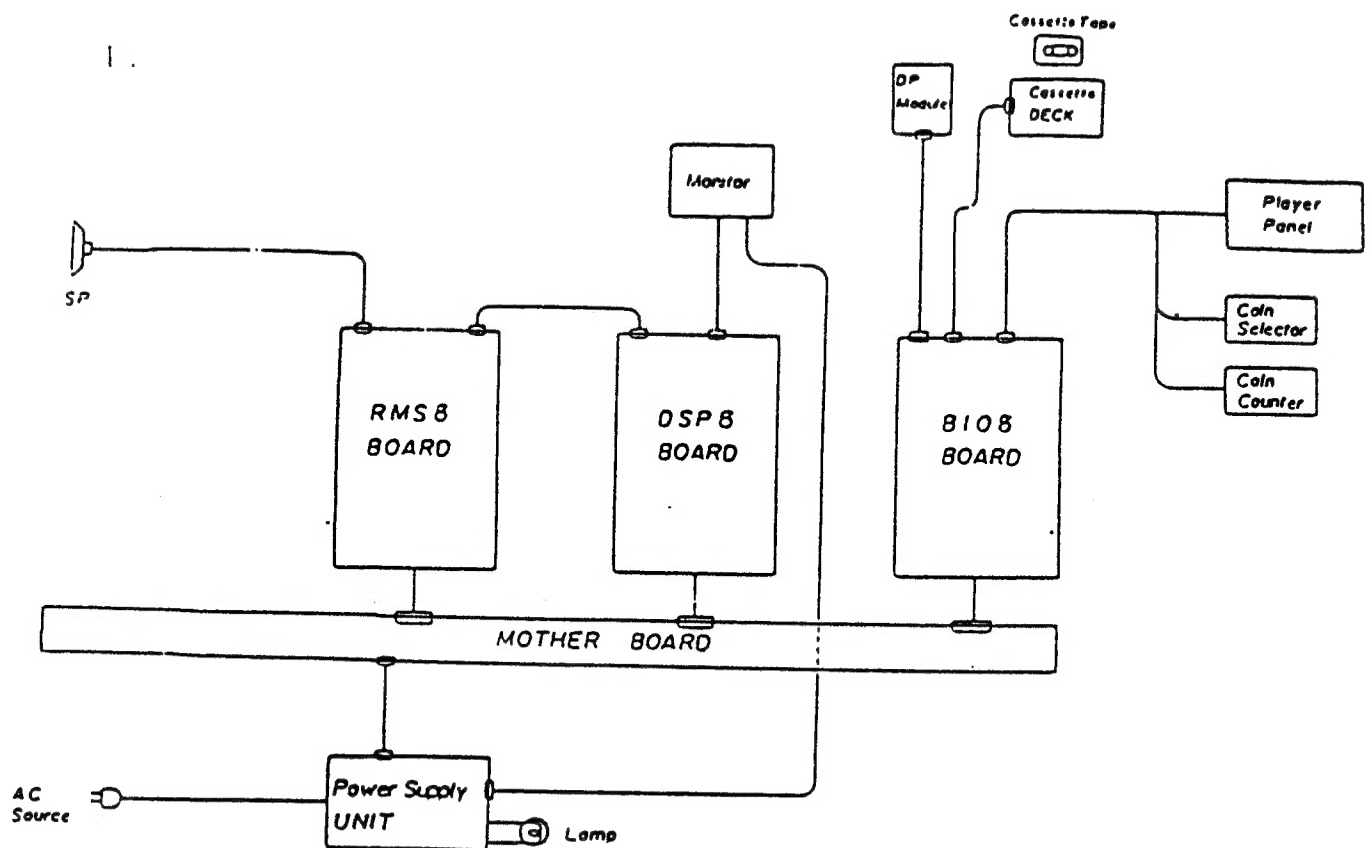 1.
Cassette Tape
DP
Module
Cassette
DECK
Monitor
Player
Panel
SP
Coin
Selector
Coin
Counter
RMS8
BOARD
DSP8
BOARD
BIO8
BOARD
MOTHER BOARD
AC
Source
Power Supply
UNIT
Lamp